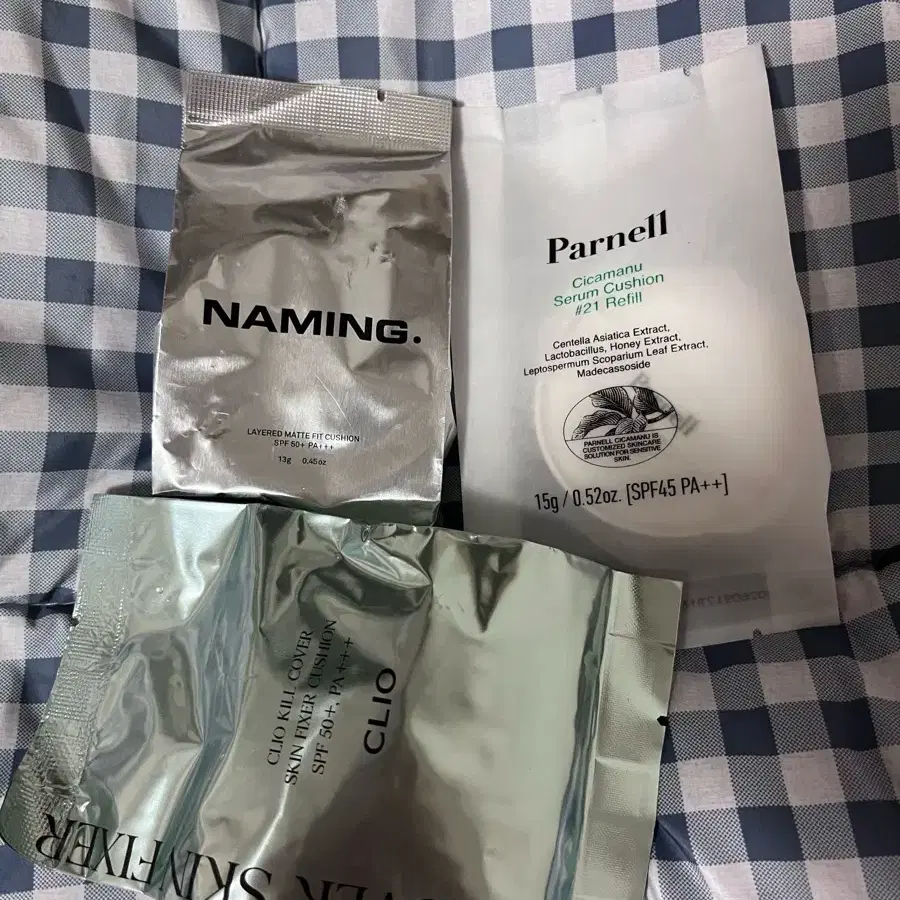 NAMING.
LAYERED MATTE FIT CUSHION
SPF 50+ PA+++
13g 0.45oz
Parnell
Cicamanu
Serum Cushion
#21 Refill
Centella Asiatica Extract,
Lactobacillus, Honey Extract,
Leptospermum Scoparium Leaf Extract,
Madecassoside
PARNELL CICAMANU IS
CUSTOMIZED SKINCARE
SOLUTION FOR SENSITIVE
SKIN.
15g / 0.52oz. [SPF45 PA++]
CLIO KILL COVER
SKIN FIXER CUSHION
SPF 50+, PA++++
CLIO
SKIN FIXER